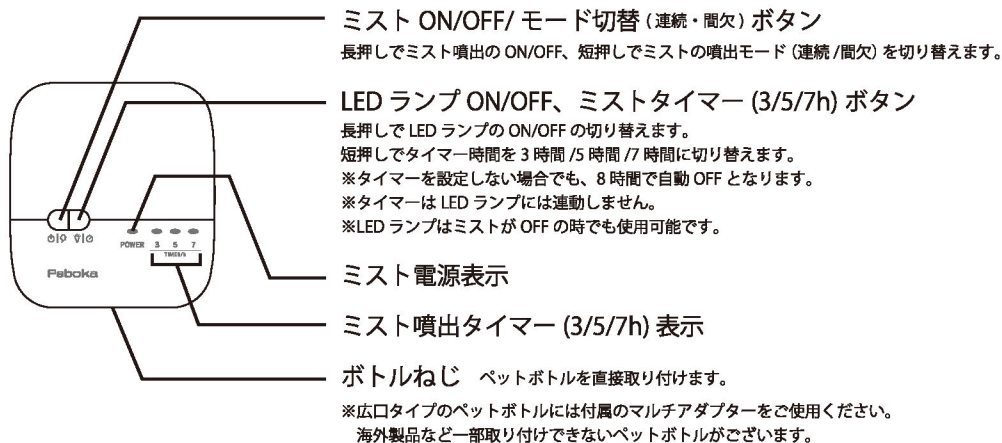 ミスト ON/OFF/ モード切替 (連続・間欠) ボタン
長押しでミスト噴出の ON/OFF、短押しでミストの噴出モード (連続 /間欠) を切り替えます。
LED ランプ ON/OFF、ミストタイマー (3/5/7h) ボタン
長押しで LED ランプの ON/OFF の切り替えます。
短押しでタイマー時間を 3 時間 /5 時間 /7 時間に切り替えます。
※タイマーを設定しない場合でも、8 時間で自動 OFF となります。
※タイマーは LED ランプには連動しません。
※LED ランプはミストが OFF の時でも使用可能です。
POWER 3 5 7
TIMER/h
Peboka
ミスト電源表示
ミスト噴出タイマー (3/5/7h) 表示
ボトルねじ ペットボトルを直接取り付けます。
※広口タイプのペットボトルには付属のマルチアダプターをご使用ください。
海外製品など一部取り付けできないペットボトルがございます。